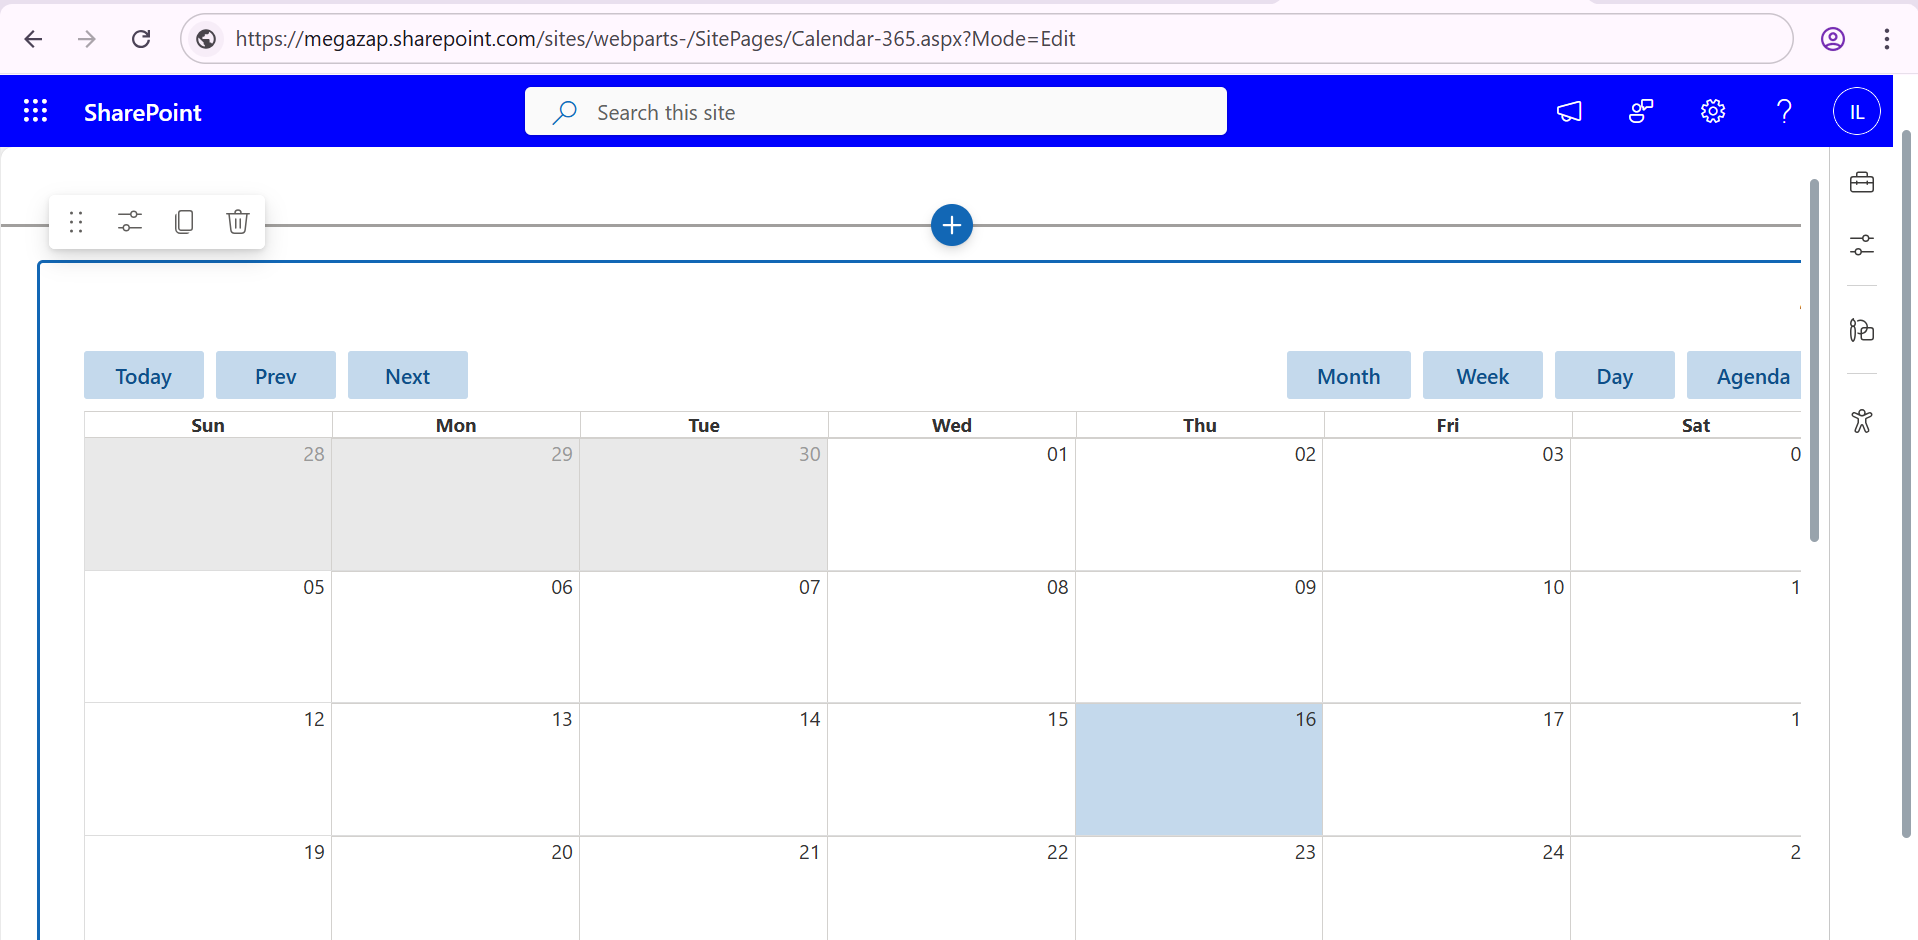 https://megazap.sharepoint.com/sites/webparts-/SitePages/Calendar-365.aspx?Mode=Edit
SharePoint Search this site IL
Today Prev Next Month Week Day Agenda
Sun Mon Tue Wed Thu Fri Sat
28 29 30 01 02 03 0
05 06 07 08 09 10 1
12 13 14 15 16 17 1
19 20 21 22 23 24 2